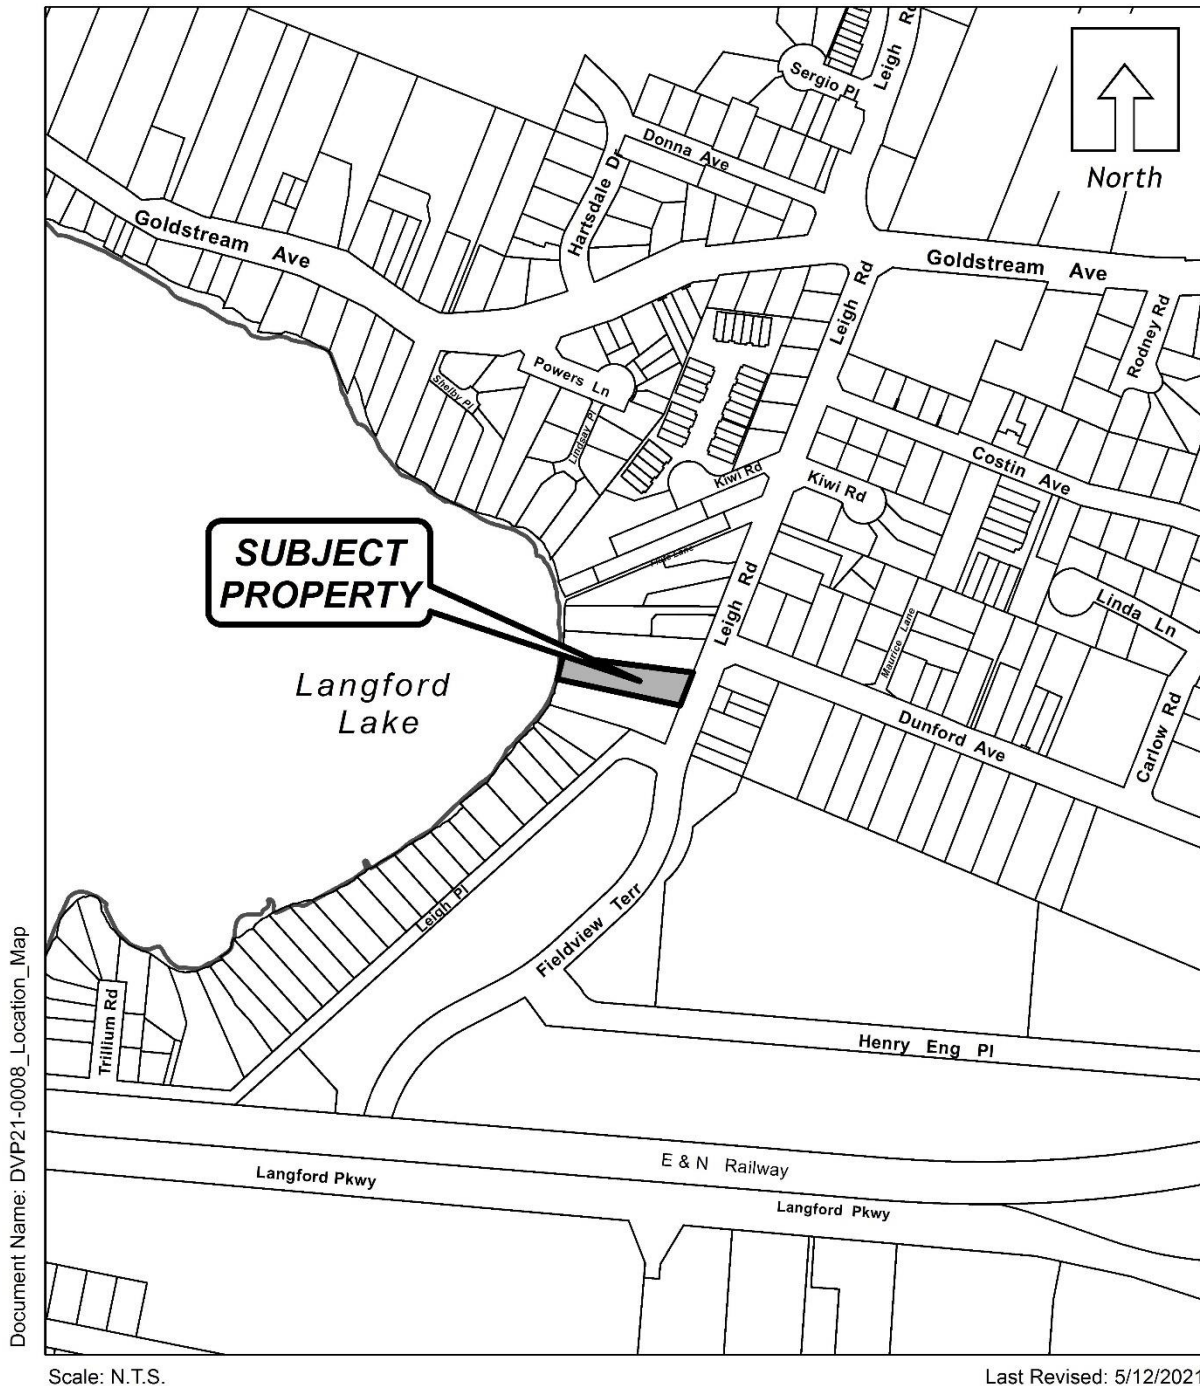 Leigh Rd
Sergio Pl
Donna Ave
North
Hartsdale Dr
Goldstream Ave
Goldstream Ave
Leigh Rd
Rodney Rd
Powers Ln
Shelby Pl
Lindsay Pl
Costin Ave
Kiwi Rd
Kiwi Rd
SUBJECT
PROPERTY
Leigh Rd
Linda Ln
Maurice Lane
Langford
Lake
Dunford Ave
Carlow Rd
Leigh Pl
Fieldview Terr
Trillium Rd
Henry Eng Pl
E & N Railway
Langford Pkwy
Langford Pkwy
Document Name: DVP21-0008_Location_Map
Scale: N.T.S.
Last Revised: 5/12/2021